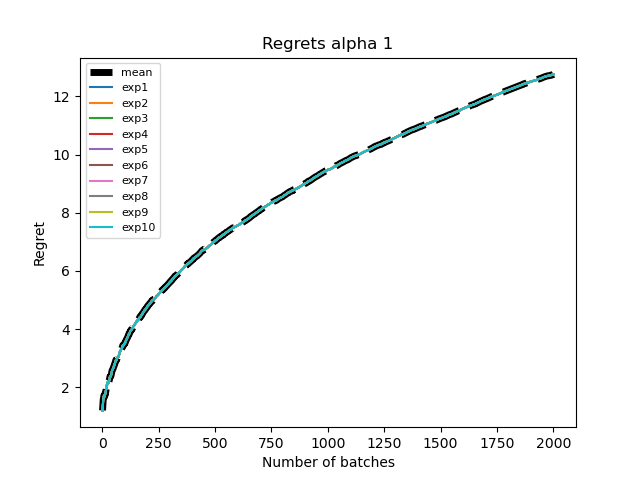 Regrets alpha 1
mean
exp1
exp2
exp3
exp4
exp5
exp6
exp7
exp8
exp9
exp10
12
10
8
6
4
2
Regret
0 250 500 750 1000 1250 1500 1750 2000
Number of batches